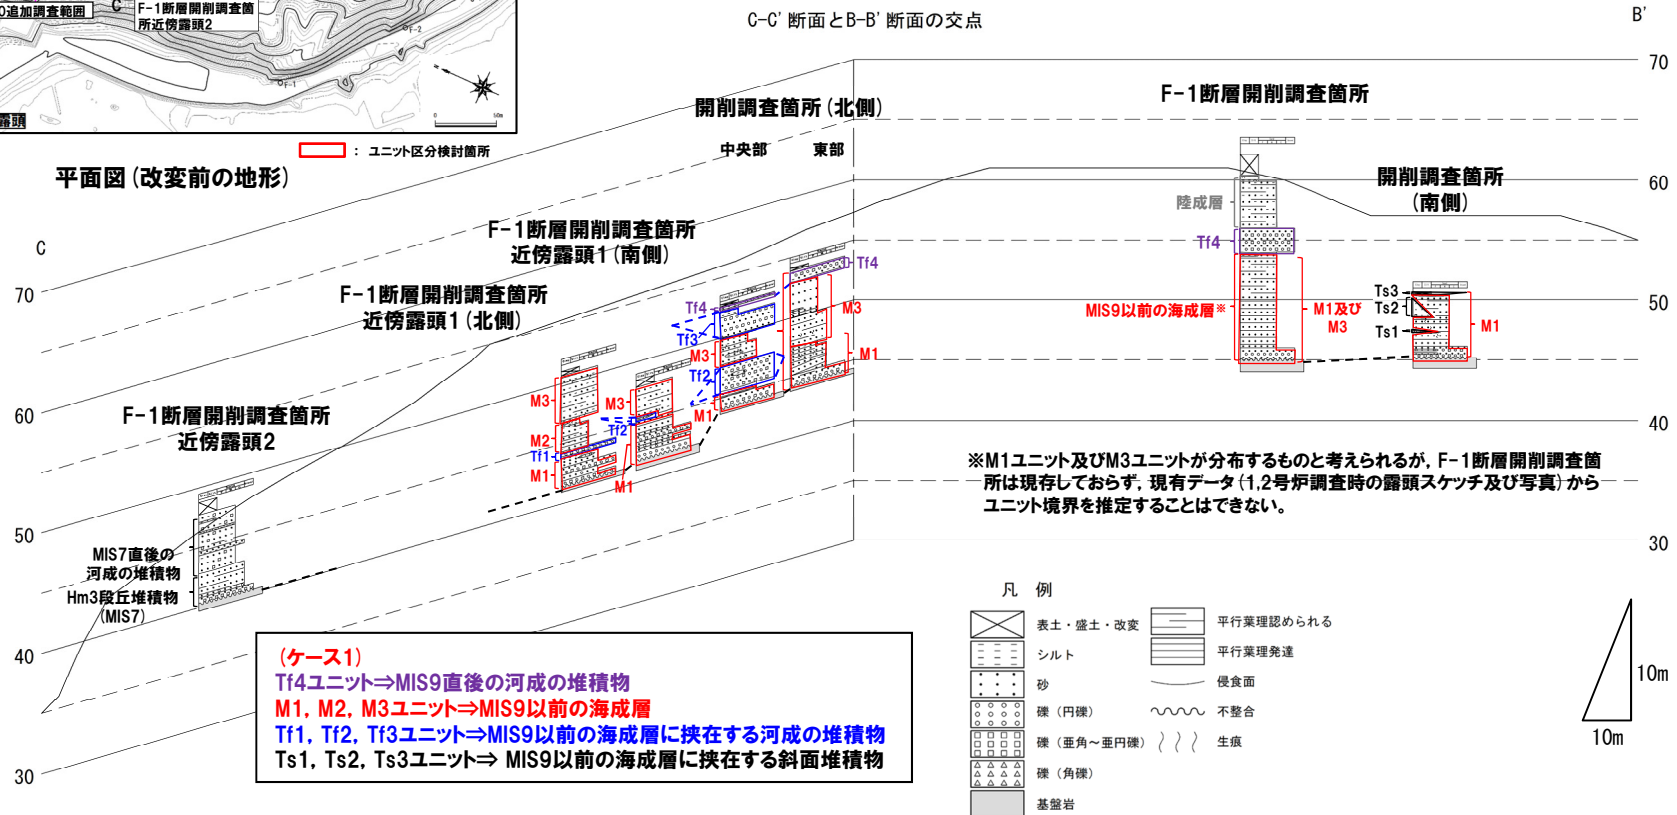 追加調査範囲
C
F-1断層開削調査箇
所近傍露頭2
F-2
F-1
0
50m
露頭
：ユニット区分検討箇所
平面図(改変前の地形)
C-C' 断面とB-B' 断面の交点
B'
70
60
50
40
30
C
70
60
50
40
30
F-1断層開削調査箇所
開削調査箇所(北側)
中央部
東部
開削調査箇所
(南側)
F-1断層開削調査箇所
近傍露頭1(南側)
F-1断層開削調査箇所
近傍露頭1(北側)
F-1断層開削調査箇所
近傍露頭2
MIS7直後の
河成の堆積物
Hm3段丘堆積物
(MIS7)
M3
M2
Tf1
M1
M3
Tf2
M1
Tf4
Tf3
M3
Tf2
M1
Tf4
M3
M1
陸成層
Tf4
MIS9以前の海成層※
M1及び
M3
Ts3
Ts2
Ts1
M1
※M1ユニット及びM3ユニットが分布するものと考えられるが，F-1断層開削調査箇
所は現存しておらず，現有データ(1,2号炉調査時の露頭スケッチ及び写真)から
ユニット境界を推定することはできない。
(ケース1)
Tf4ユニット⇒MIS9直後の河成の堆積物
M1, M2, M3ユニット⇒MIS9以前の海成層
Tf1, Tf2, Tf3ユニット⇒MIS9以前の海成層に挟在する河成の堆積物
Ts1, Ts2, Ts3ユニット⇒ MIS9以前の海成層に挟在する斜面堆積物
凡 例
表土・盛土・改変
シルト
砂
礫（円礫）
礫（亜角～亜円礫）
礫（角礫）
基盤岩
平行葉理認められる
平行葉理発達
侵食面
不整合
生痕
10m
10m